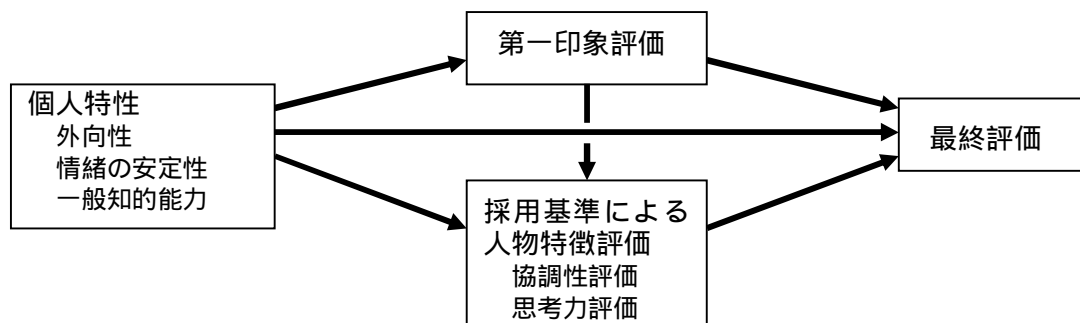 第一印象評価
個人特性
外向性
情緒の安定性
一般知的能力
最終評価
採用基準による
人物特徴評価
協調性評価
思考力評価